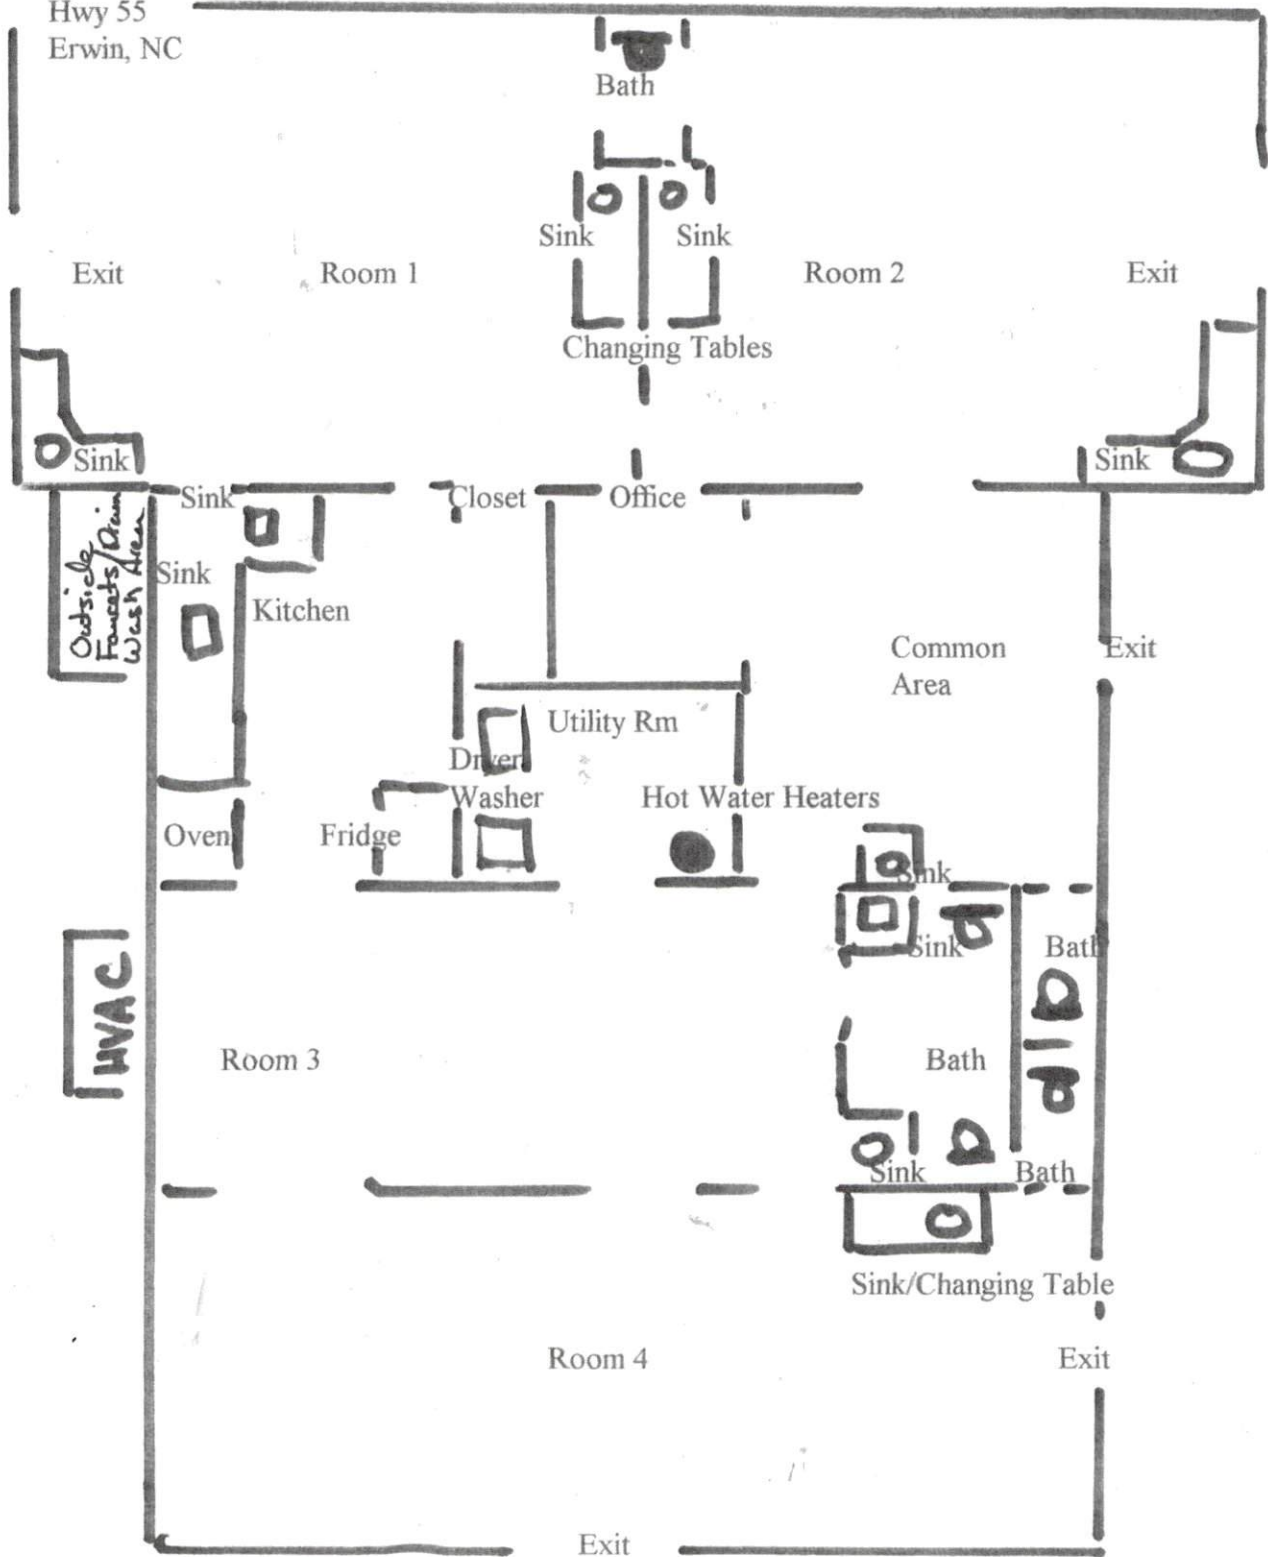 Hwy 55
Erwin, NC
Bath
Sink
Sink
Exit
Room 1
Room 2
Exit
Changing Tables
Sink
Sink
Sink
Closet
Office
Outside
Faucets/Drain
Wash Area
Sink
Kitchen
Common
Area
Exit
Utility Rm
Dryer
Washer
Hot Water Heaters
Oven
Fridge
Sink
Sink
Bath
HVAC
Room 3
Bath
Sink
Bath
Sink/Changing Table
Room 4
Exit
Exit